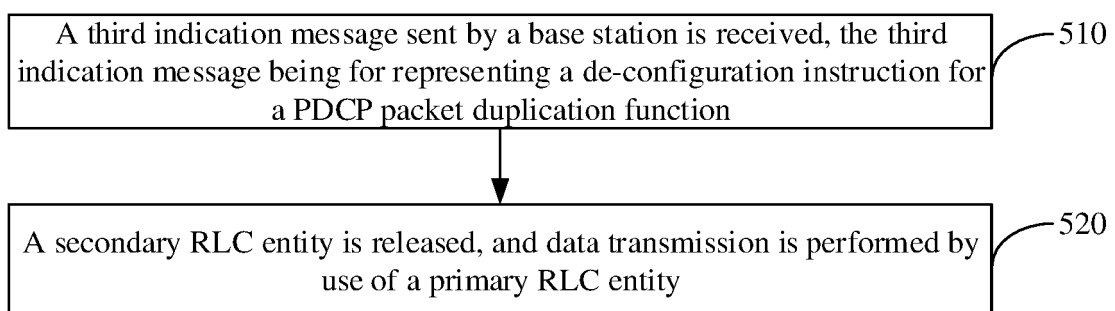 A third indication message sent by a base station is received, the third
indication message being for representing a de-configuration instruction for
a PDCP packet duplication function
510
A secondary RLC entity is released, and data transmission is performed by
use of a primary RLC entity
520